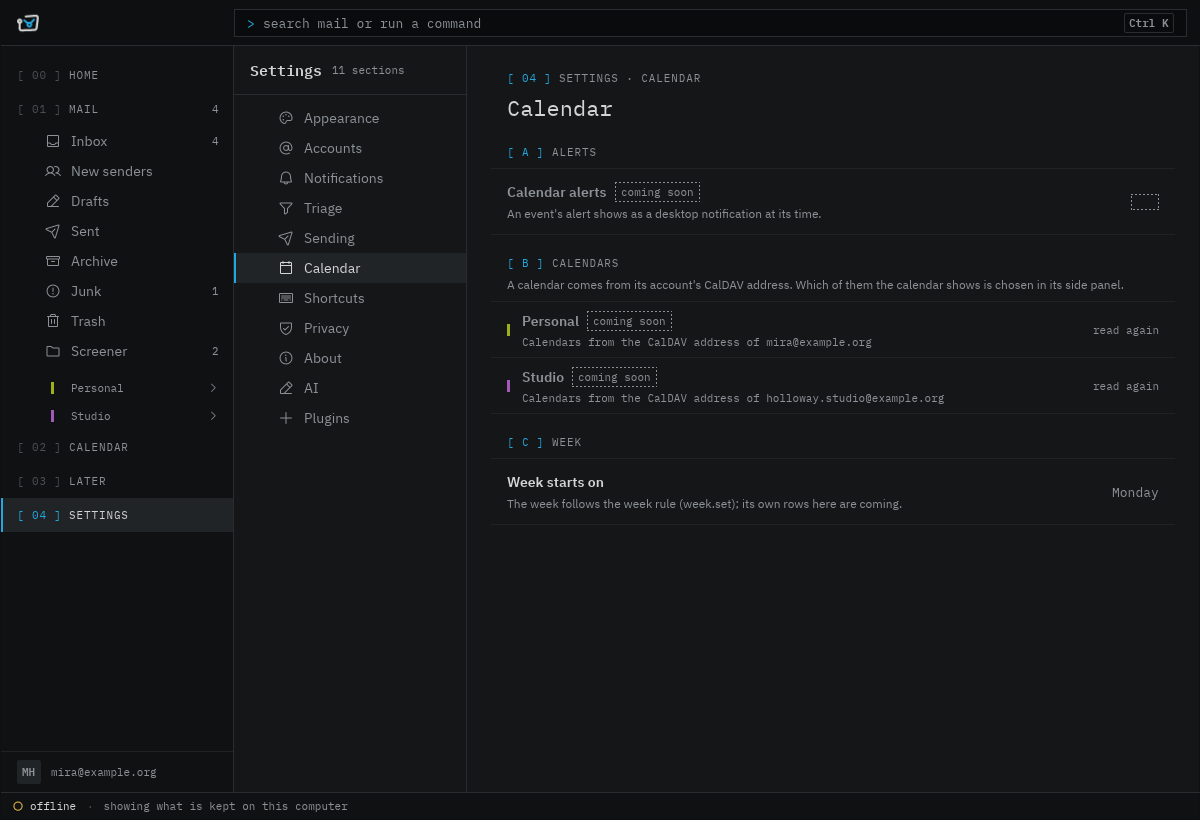 > search mail or run a command Ctrl K
[ 00 ] HOME
[ 01 ] MAIL 4
Inbox 4
New senders
Drafts
Sent
Archive
Junk 1
Trash
Screener 2
Personal
Studio
[ 02 ] CALENDAR
[ 03 ] LATER
[ 04 ] SETTINGS
MH mira@example.org
Settings 11 sections
Appearance
Accounts
Notifications
Triage
Sending
Calendar
Shortcuts
Privacy
About
AI
Plugins
[ 04 ] SETTINGS · CALENDAR
Calendar
[ A ] ALERTS
Calendar alerts coming soon
An event's alert shows as a desktop notification at its time.
[ B ] CALENDARS
A calendar comes from its account's CalDAV address. Which of them the calendar shows is chosen in its side panel.
Personal coming soon
Calendars from the CalDAV address of mira@example.org
read again
Studio coming soon
Calendars from the CalDAV address of holloway.studio@example.org
read again
[ C ] WEEK
Week starts on
The week follows the week rule (week.set); its own rows here are coming.
Monday
offline · showing what is kept on this computer